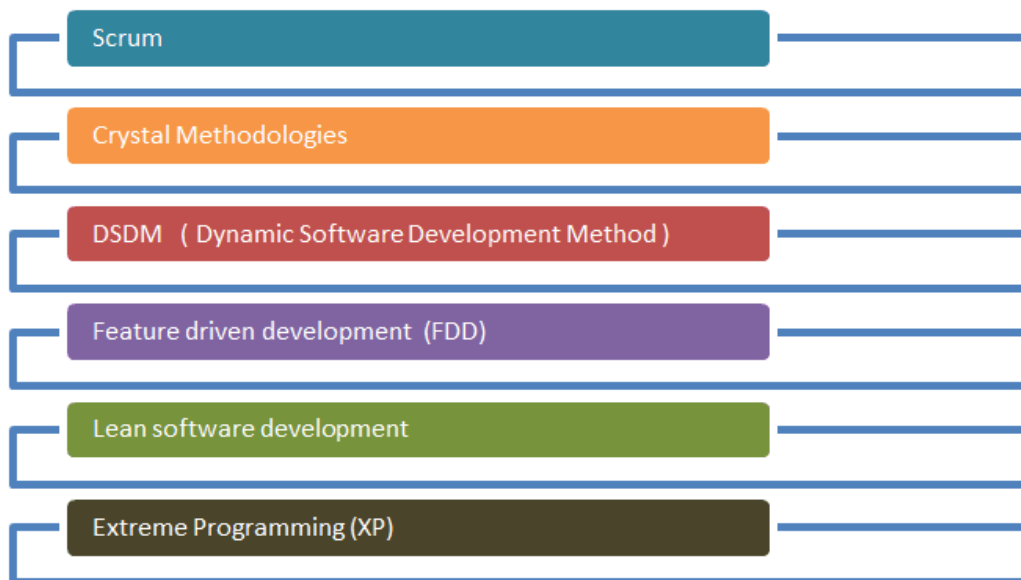 Scrum
Crystal Methodologies
DSDM ( Dynamic Software Development Method )
Feature driven development (FDD)
Lean software development
Extreme Programming (XP)